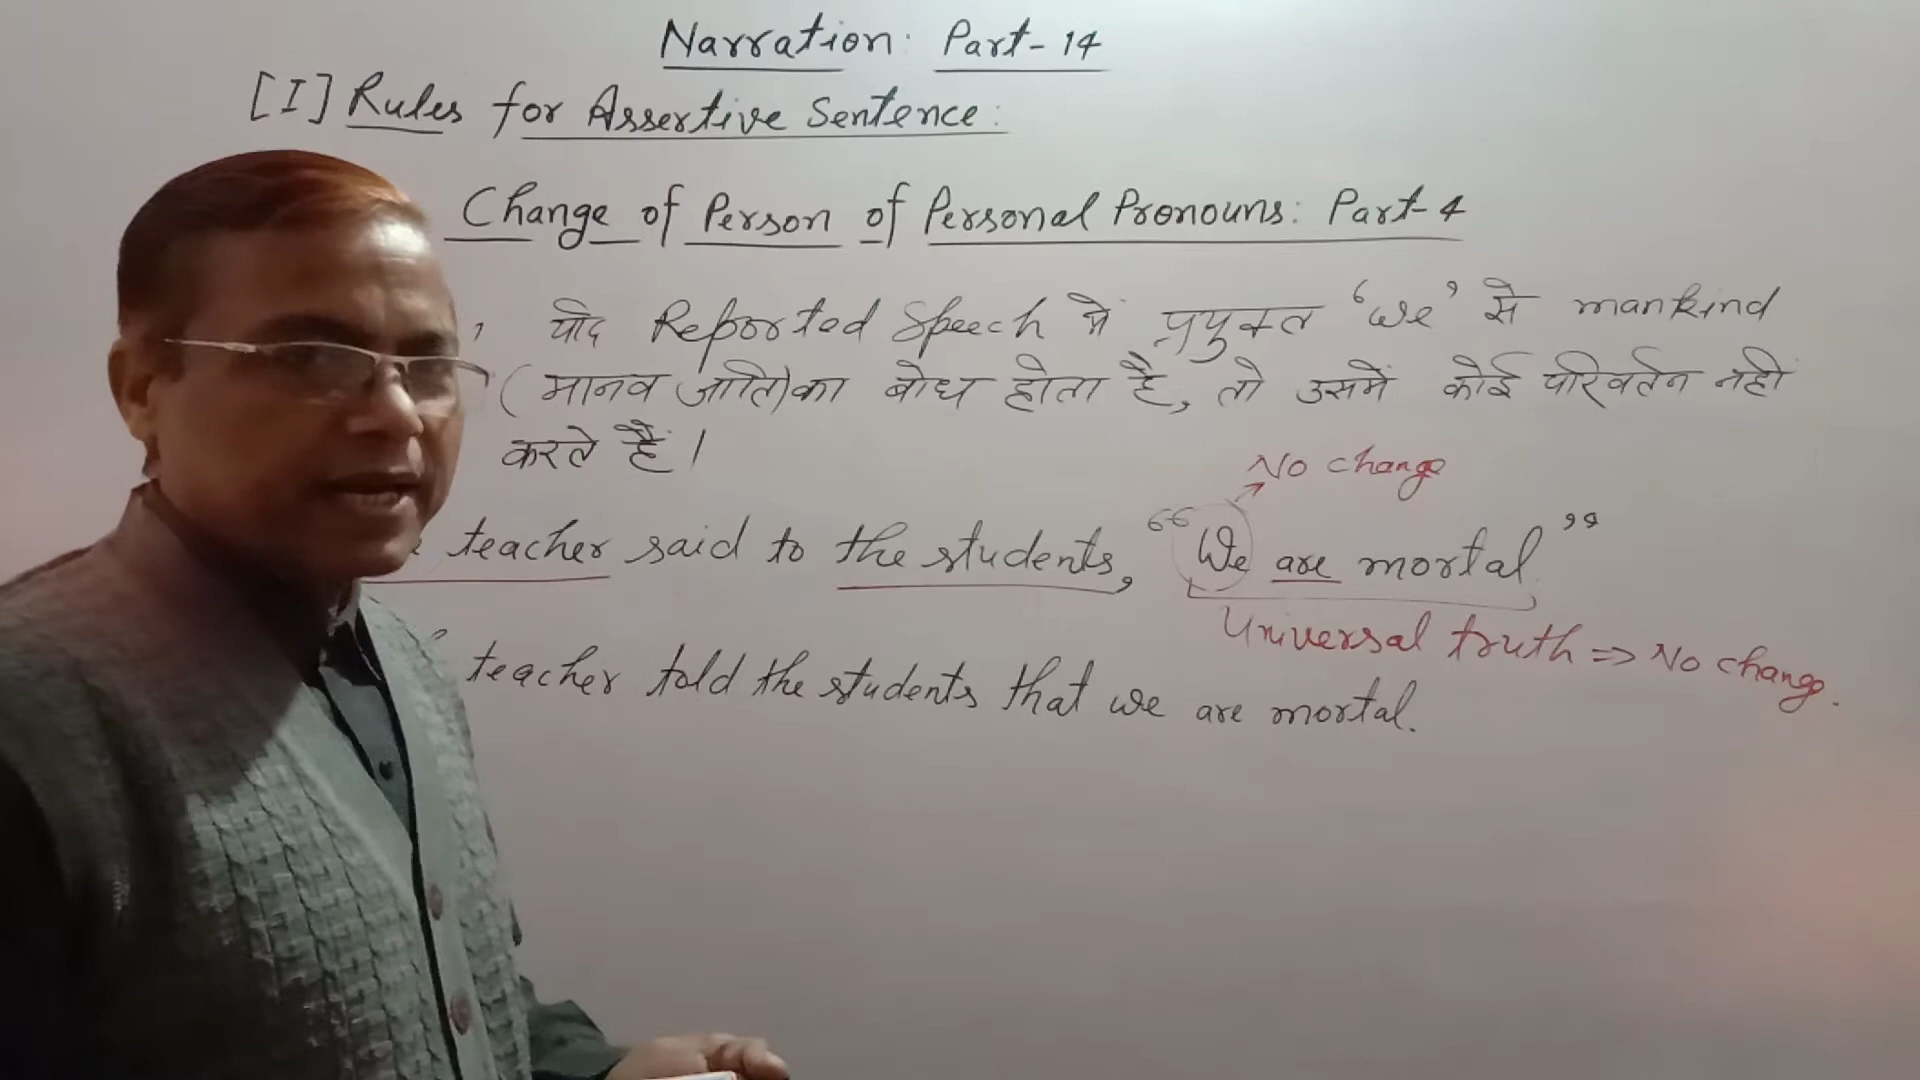 Narration: Part-14
[I] Rules for Assertive Sentence:
Change of Person of Personal Pronouns: Part-4
यदि Reported Speech में प्रयुक्त ‘We’ से mankind
(मानव जाति) का बोध होता है, तो उसमें कोई परिवर्तन नहीं
करते हैं।
No change
teacher said to the students, “We are mortal”
Universal truth => No change.
teacher told the students that we are mortal.